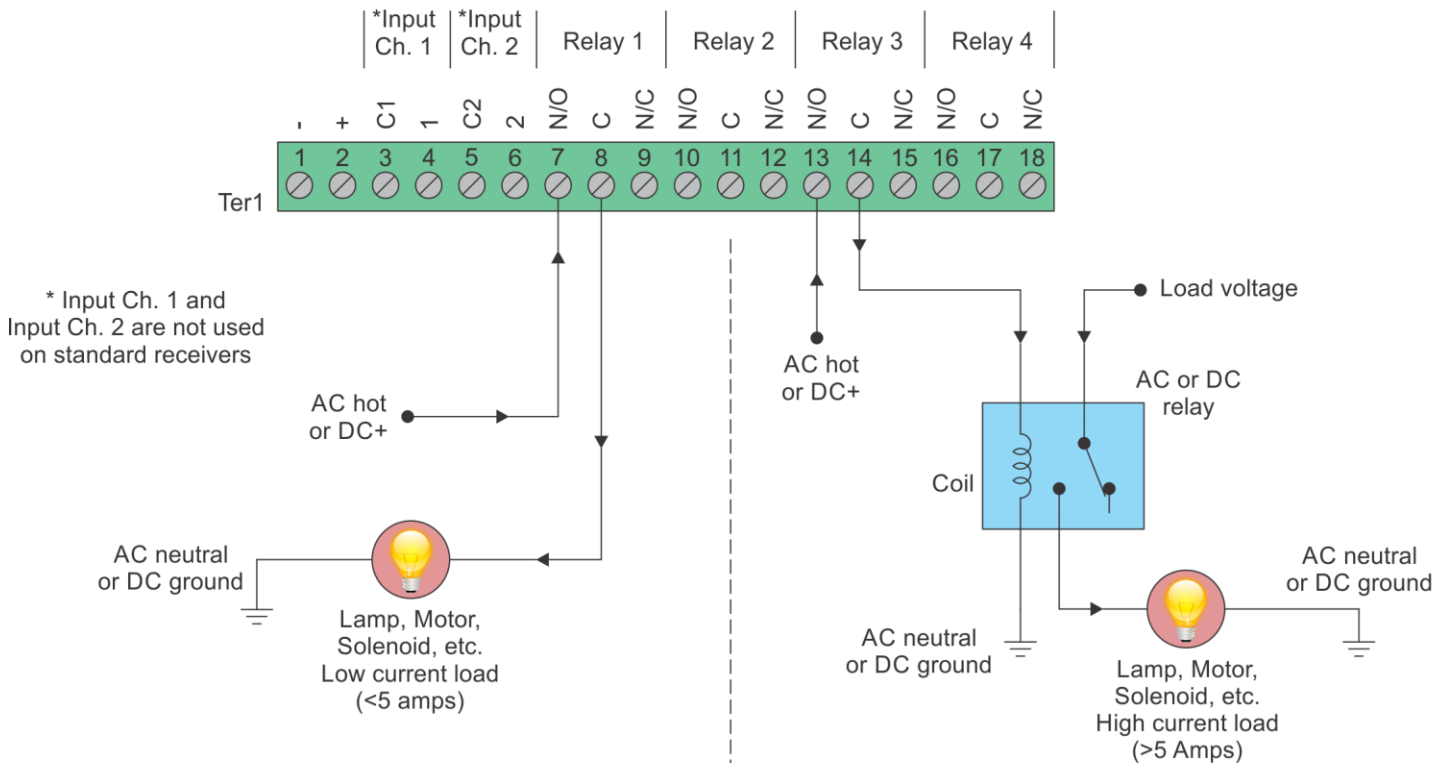 *Input
Ch. 1
*Input
Ch. 2
Relay 1
Relay 2
Relay 3
Relay 4
- + C1 1 C2 2 N/O C N/C N/O C N/C N/O C N/C N/O C N/C
1 2 3 4 5 6 7 8 9 10 11 12 13 14 15 16 17 18
Ter1
* Input Ch. 1 and
Input Ch. 2 are not used
on standard receivers
AC hot
or DC+
AC neutral
or DC ground
Lamp, Motor,
Solenoid, etc.
Low current load
(<5 amps)
AC hot
or DC+
Load voltage
AC or DC
relay
Coil
AC neutral
or DC ground
AC neutral
or DC ground
Lamp, Motor,
Solenoid, etc.
High current load
(>5 Amps)